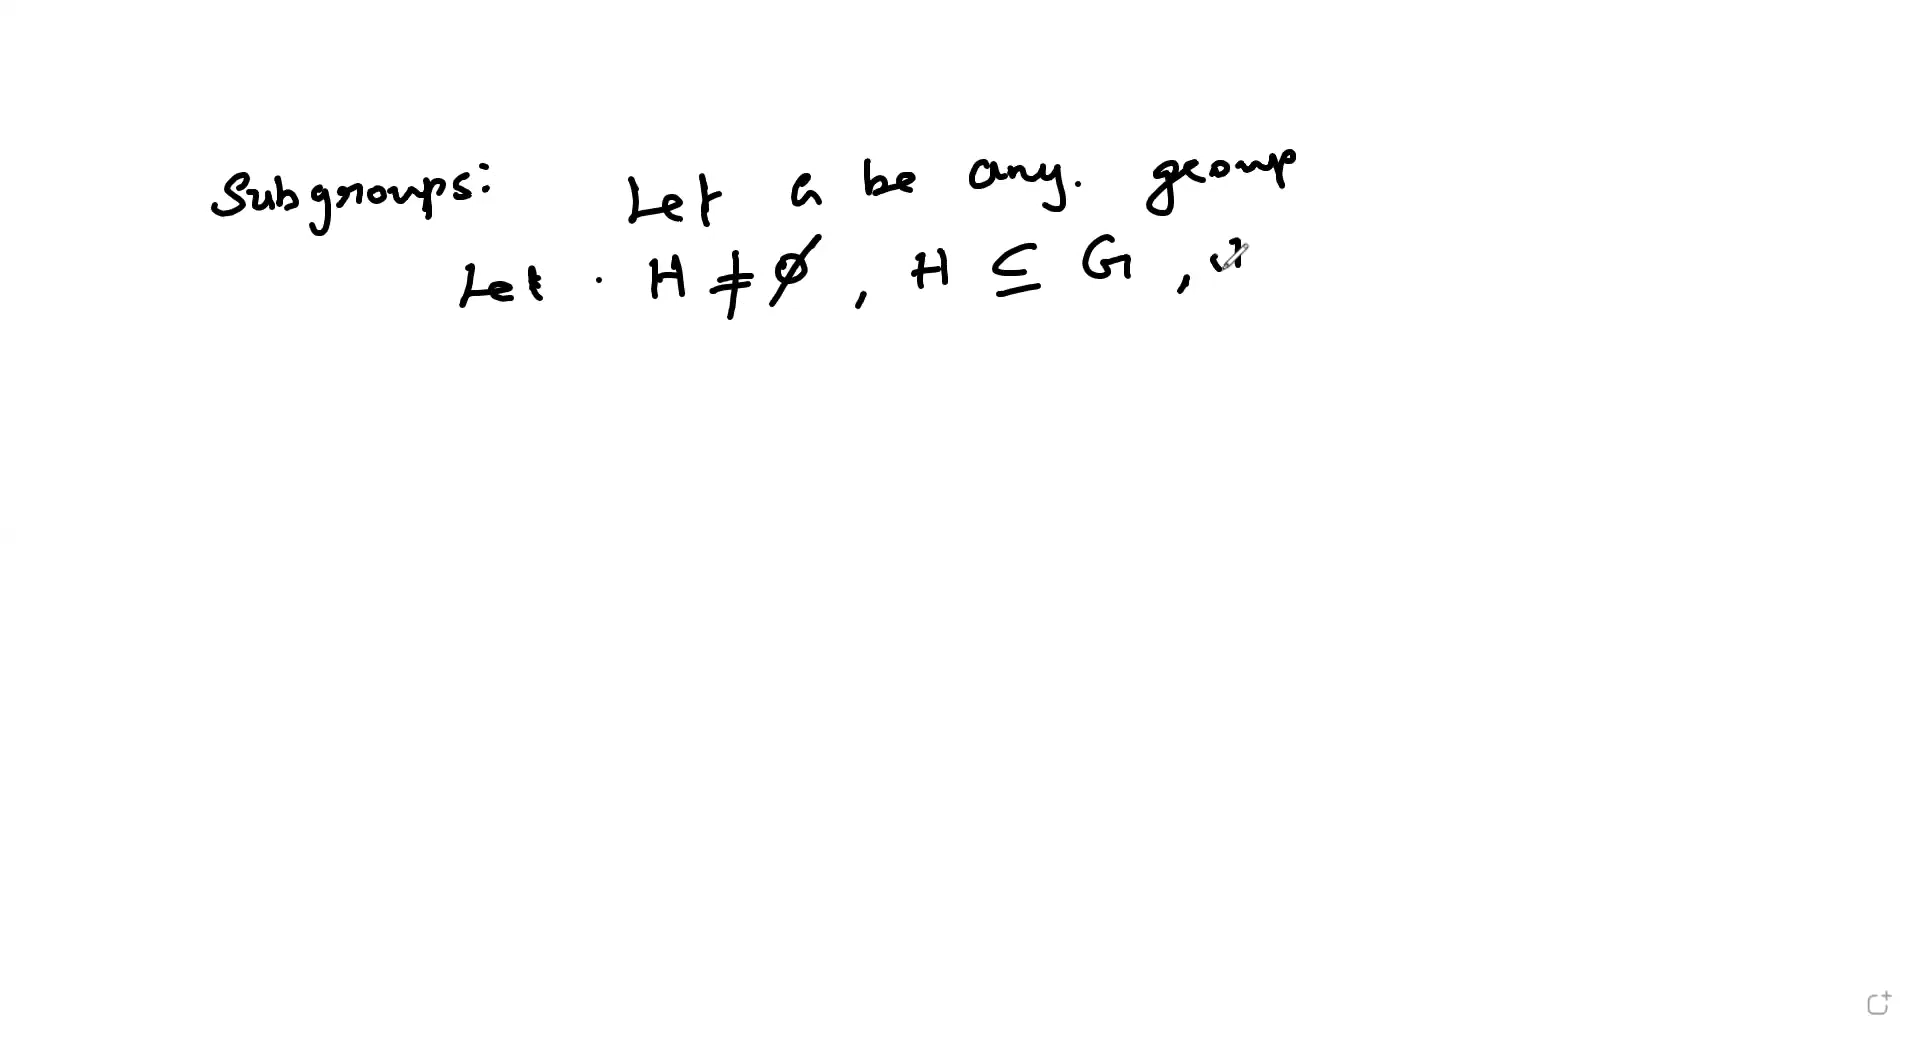 Subgroups: Let G be any. group
Let . H ≠ ∅, H ⊆ G,